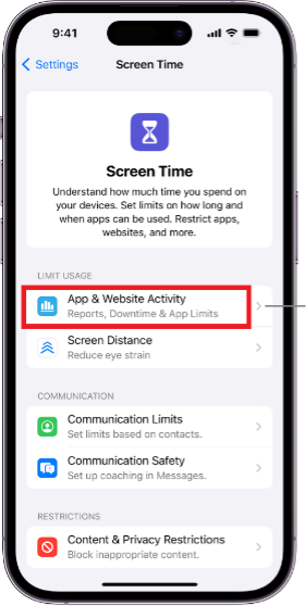 9:41
Settings
Screen Time
Screen Time
Understand how much time you spend on
your devices. Set limits on how long and
when apps can be used. Restrict apps,
websites, and more.
LIMIT USAGE
App & Website Activity
Reports, Downtime & App Limits
Screen Distance
Reduce eye strain
COMMUNICATION
Communication Limits
Set limits based on contacts.
Communication Safety
Set up coaching in Messages.
RESTRICTIONS
Content & Privacy Restrictions
Block inappropriate content.